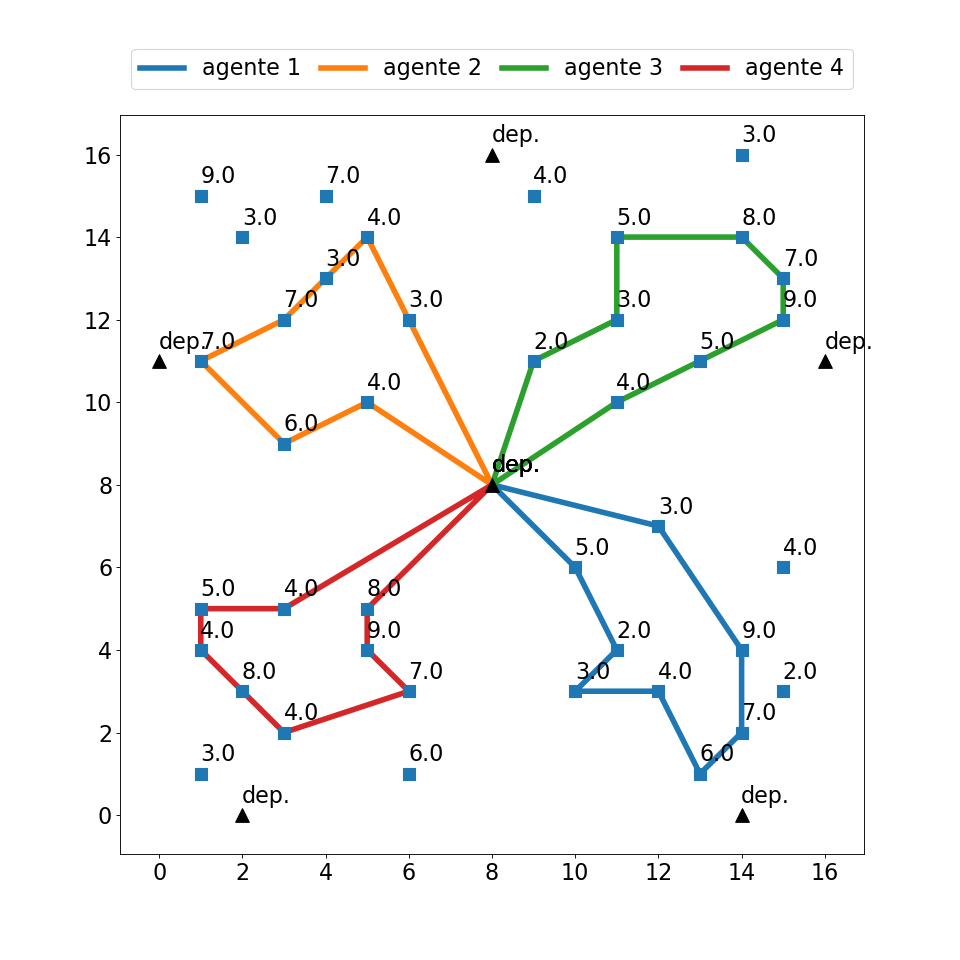 agente 1 agente 2 agente 3 agente 4
dep. 3.0
16
9.0 7.0 4.0
3.0 4.0 5.0 8.0
14
3.0 7.0
7.0 3.0 3.0 9.0
12
dep. 7.0 2.0 5.0 dep.
4.0 4.0
10
6.0
dep. dep.
8
3.0
5.0 4.0
6
5.0 4.0 8.0
4.0 9.0 2.0 9.0
4
8.0 7.0 3.0 4.0 2.0
4.0 7.0
2
3.0 6.0 6.0
dep. dep.
0
0 2 4 6 8 10 12 14 16